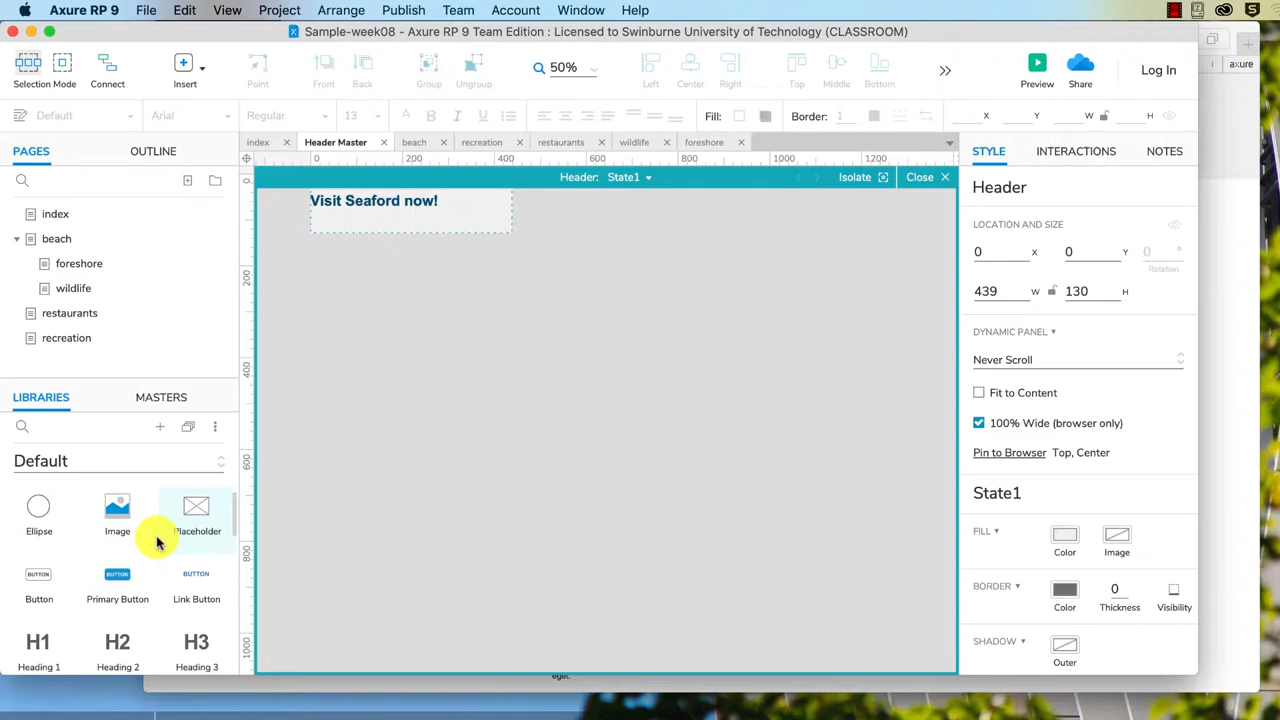 Axure RP 9 File Edit View Project Arrange Publish Team Account Window Help
Sample-week08 - Axure RP 9 Team Edition : Licensed to Swinburne University of Technology (CLASSROOM)
50%
Selection Mode Connect Insert Point Front Back Group Ungroup Left Center Right Top Middle Bottom Preview Share Log In
axure
Default Arial Regular 13 Fill: Border: 1 X Y W H
PAGES OUTLINE
index Header Master beach recreation restaurants wildlife foreshore
STYLE INTERACTIONS NOTES
0 200 400 600 800 1000 1200
Header: State1 Isolate Close
Header
Visit Seaford now!
index
beach
foreshore
wildlife
restaurants
recreation
0
200
400
600
800
1000
LOCATION AND SIZE
0 X 0 Y 0 °
Rotation
439 W 130 H
DYNAMIC PANEL
Never Scroll
Fit to Content
100% Wide (browser only)
Pin to Browser Top, Center
LIBRARIES MASTERS
Default
Ellipse Image Placeholder
BUTTON BUTTON BUTTON
Button Primary Button Link Button
H1 H2 H3
Heading 1 Heading 2 Heading 3
State1
FILL
Color Image
BORDER 0
Color Thickness Visibility
SHADOW
Outer
eget.